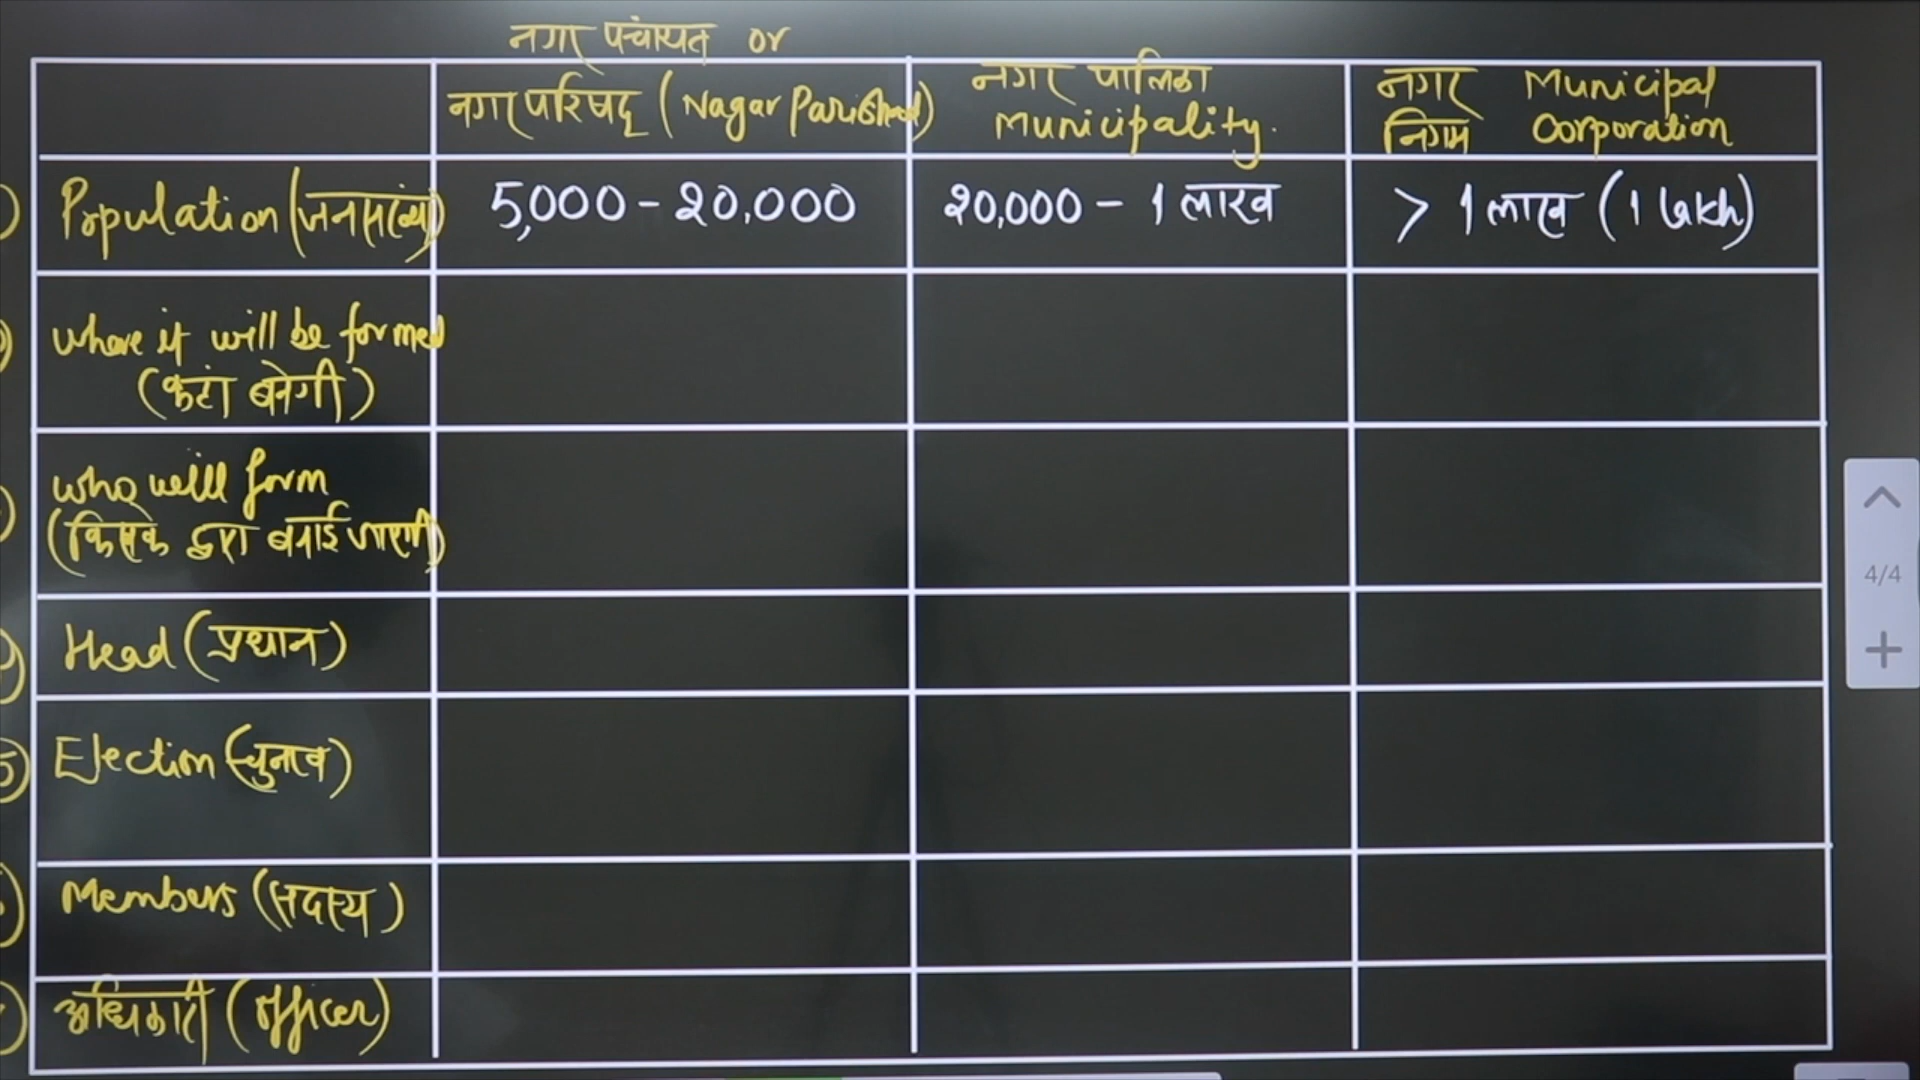 नगर पंचायत or
नगर परिषद् (Nagar Parishad)
नगर पालिका
Municipality.
नगर निगम
Municipal Corporation
Population (जनसंख्या)
5,000 - 20,000
20,000 - 1 लाख
> 1 लाख (1 Lakh)
where it will be formed
(कहां बनेगी)
who will form
(किसके द्वारा बनाई जाएगी)
Head (प्रधान)
5
Election (चुनाव)
Members (सदस्य)
अधिकारी (Officer)
4/4